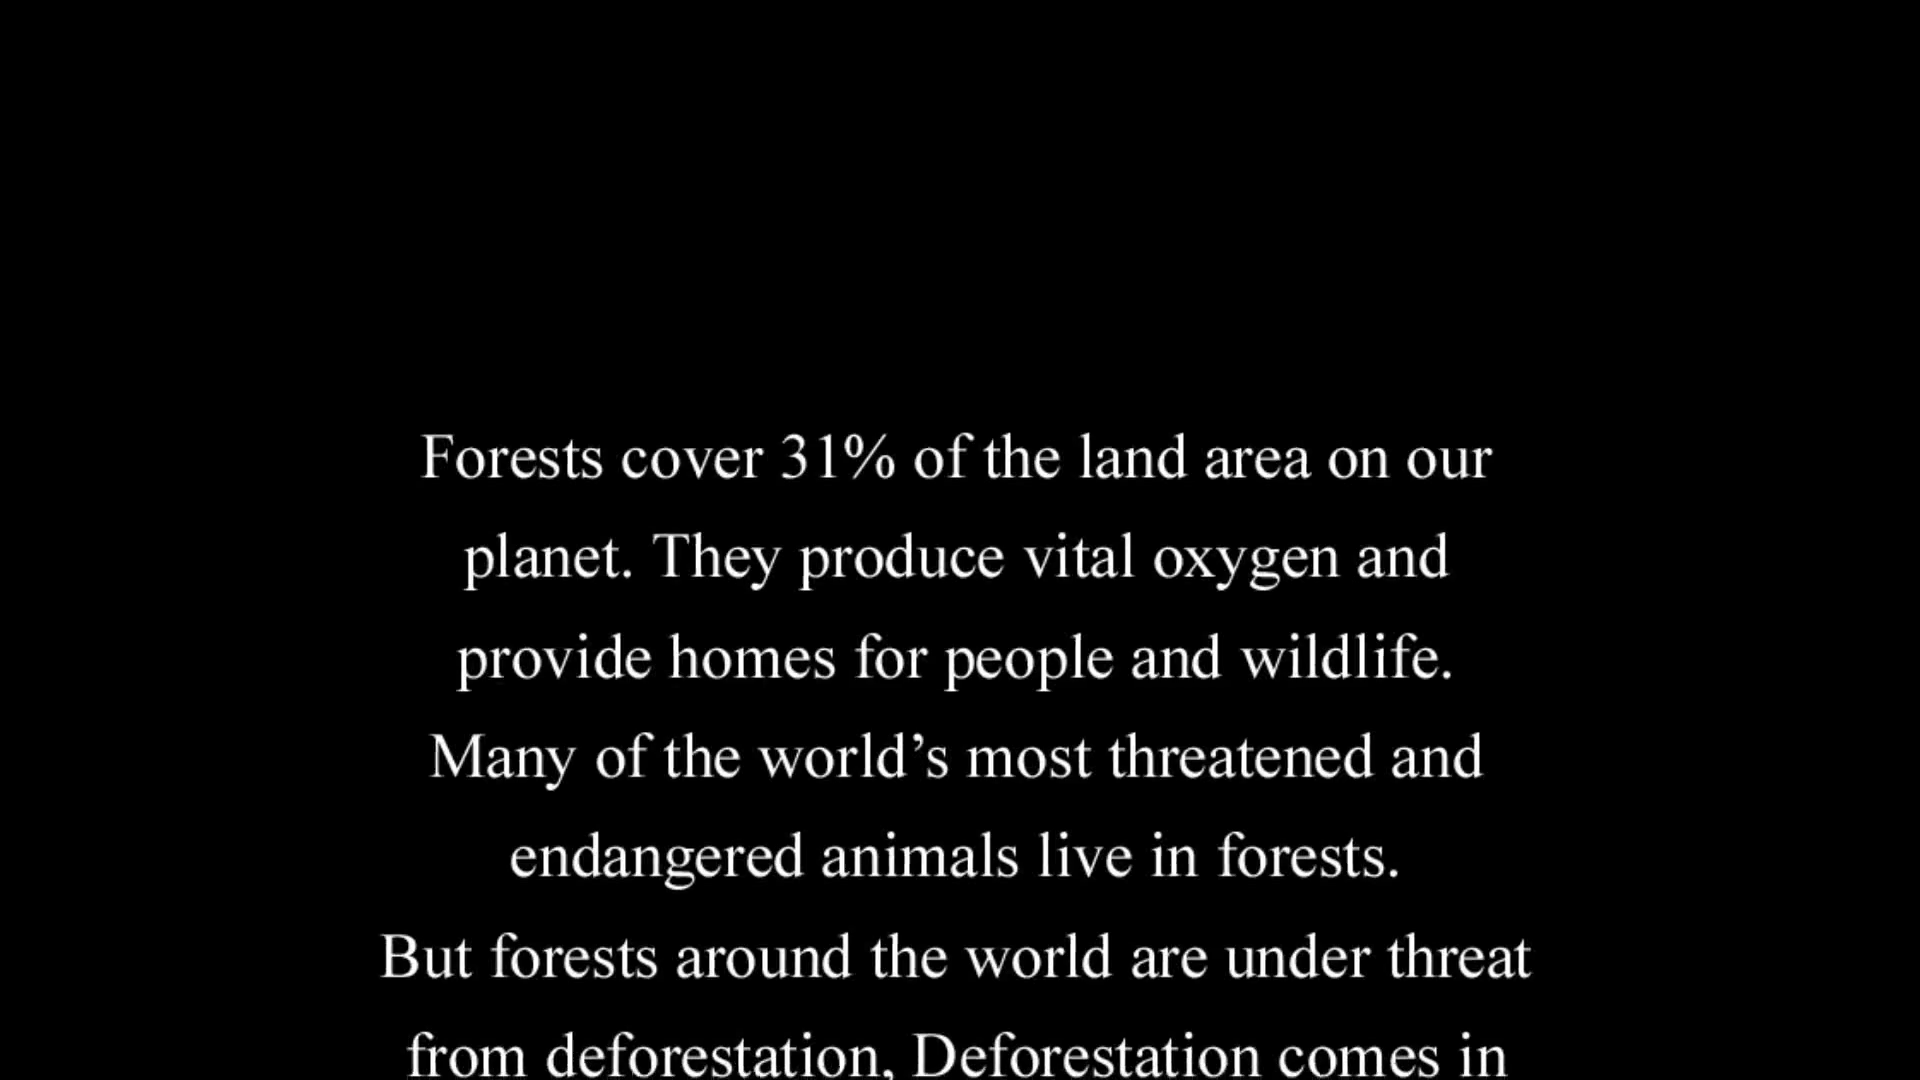 Forests cover 31% of the land area on our
planet. They produce vital oxygen and
provide homes for people and wildlife.
Many of the world’s most threatened and
endangered animals live in forests.
But forests around the world are under threat
from deforestation, Deforestation comes in